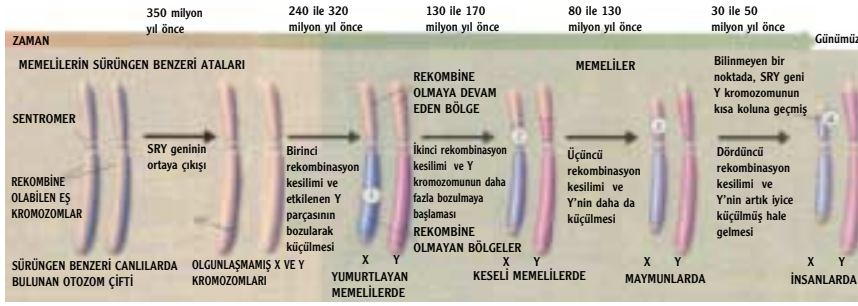 350 milyon
yıl önce
240 ile 320
milyon yıl önce
130 ile 170
milyon yıl önce
80 ile 130
milyon yıl önce
30 ile 50
milyon yıl önce
ZAMAN
Günümüz
MEMELİLERİN SÜRÜNGEN BENZERİ ATALARI
MEMELİLER
SENTROMER
REKOMBİNE
OLABİLEN EŞ
KROMOZOMLAR
SÜRÜNGEN BENZERİ CANLILARDA
BULUNAN OTOZOM ÇİFTİ
SRY geninin
ortaya çıkışı
OLGUNLAŞMAMIŞ X VE Y
KROMOZOMLARI
Birinci
rekombinasyon
kesilimi ve
etkilenen Y
parçasının
bozularak
küçülmesi
1
X Y
YUMURTLAYAN
MEMELİLERDE
REKOMBİNE
OLMAYA DEVAM
EDEN BÖLGE
İkinci rekombinasyon
kesilimi ve Y
kromozomunun daha
fazla bozulmaya
başlaması
REKOMBİNE
OLMAYAN BÖLGELER
2
X Y
KESELİ MEMELİLERDE
Üçüncü
rekombinasyon
kesilimi ve
Y'nin daha da
küçülmesi
3
X Y
MAYMUNLARDA
Bilinmeyen bir
noktada, SRY geni
Y kromozomunun
kısa koluna geçmiş
Dördüncü
rekombinasyon
kesilimi ve
Y'nin artık iyice
küçülmüş hale
gelmesi
4
X Y
İNSANLARDA